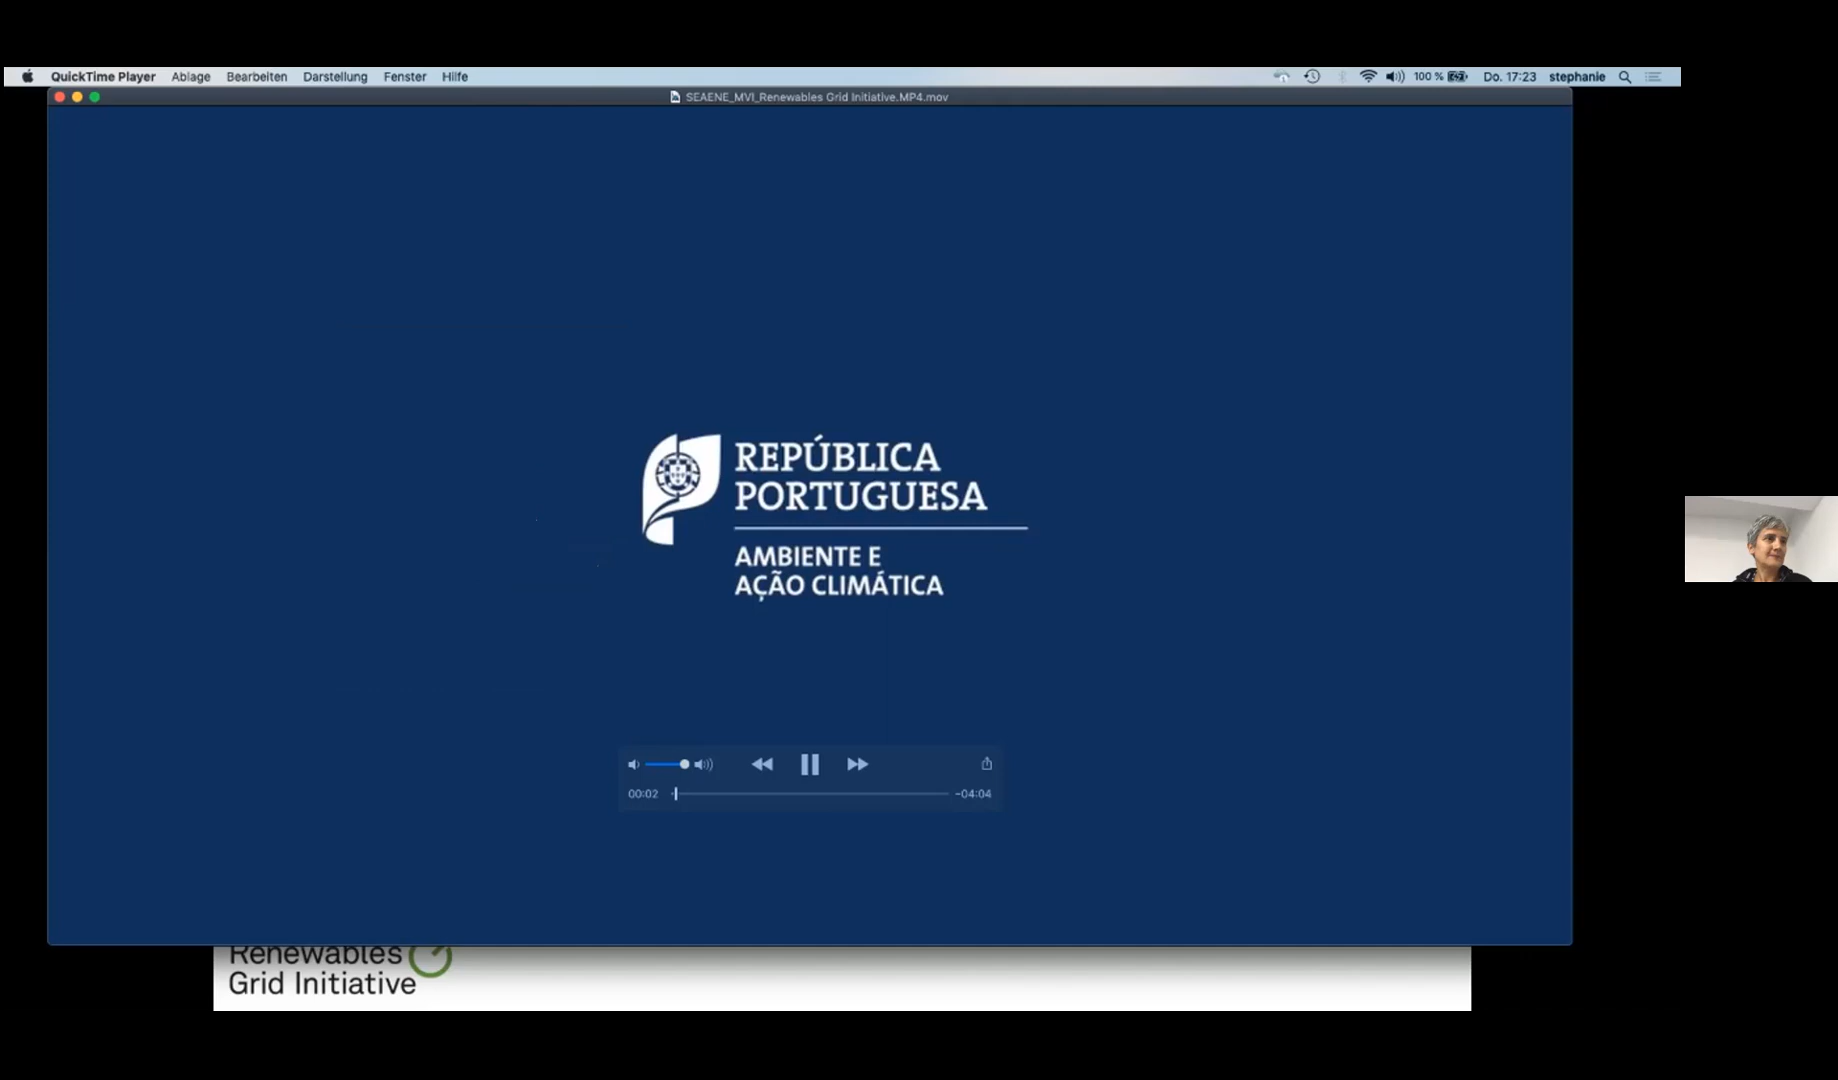 QuickTime Player Ablage Bearbeiten Darstellung Fenster Hilfe 100 % Do. 17:23 stephanie
SEAENE_MVI_Renewables Grid Initiative.MP4.mov
REPÚBLICA
PORTUGUESA
AMBIENTE E
AÇÃO CLIMÁTICA
00:02 -04:04
Renewables
Grid Initiative